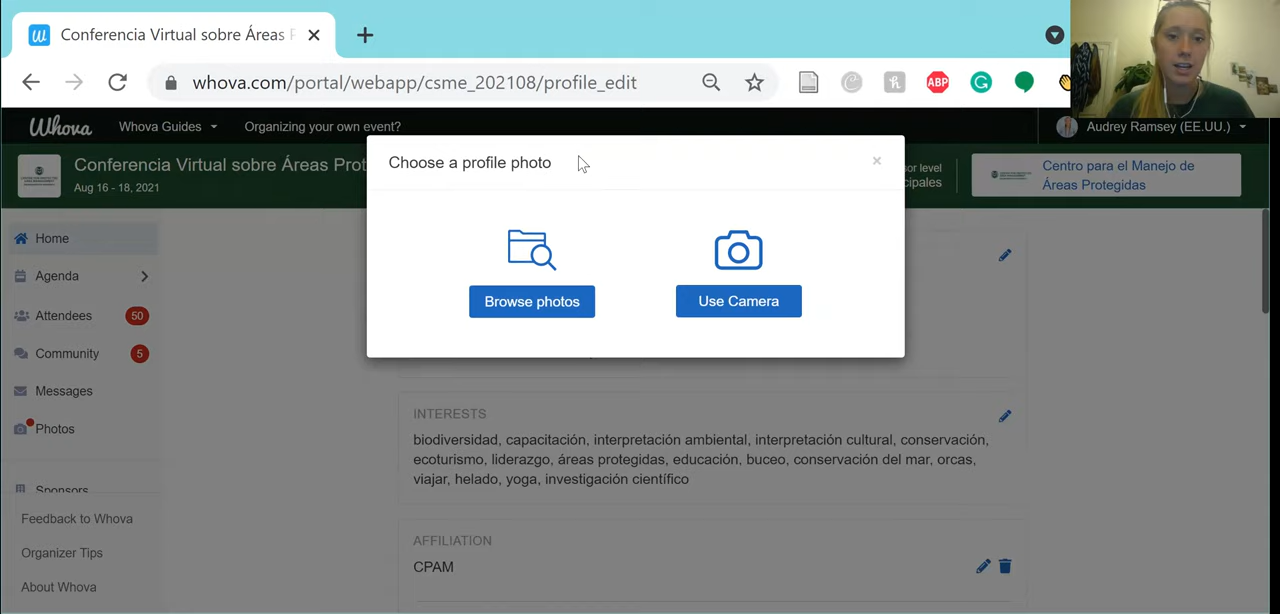 Conferencia Virtual sobre Áreas P
whova.com/portal/webapp/csme_202108/profile_edit
ABP
Whova
Whova Guides
Organizing your own event?
Audrey Ramsey (EE.UU.)
Conferencia Virtual sobre Áreas Prot
Aug 16 - 18, 2021
sor level
cipales
Centro para el Manejo de
Áreas Protegidas
Choose a profile photo
Browse photos
Use Camera
Home
Agenda
Attendees 50
Community 5
Messages
Photos
Sponsors
Feedback to Whova
Organizer Tips
About Whova
INTERESTS
biodiversidad, capacitación, interpretación ambiental, interpretación cultural, conservación,
ecoturismo, liderazgo, áreas protegidas, educación, buceo, conservación del mar, orcas,
viajar, helado, yoga, investigación científico
AFFILIATION
CPAM